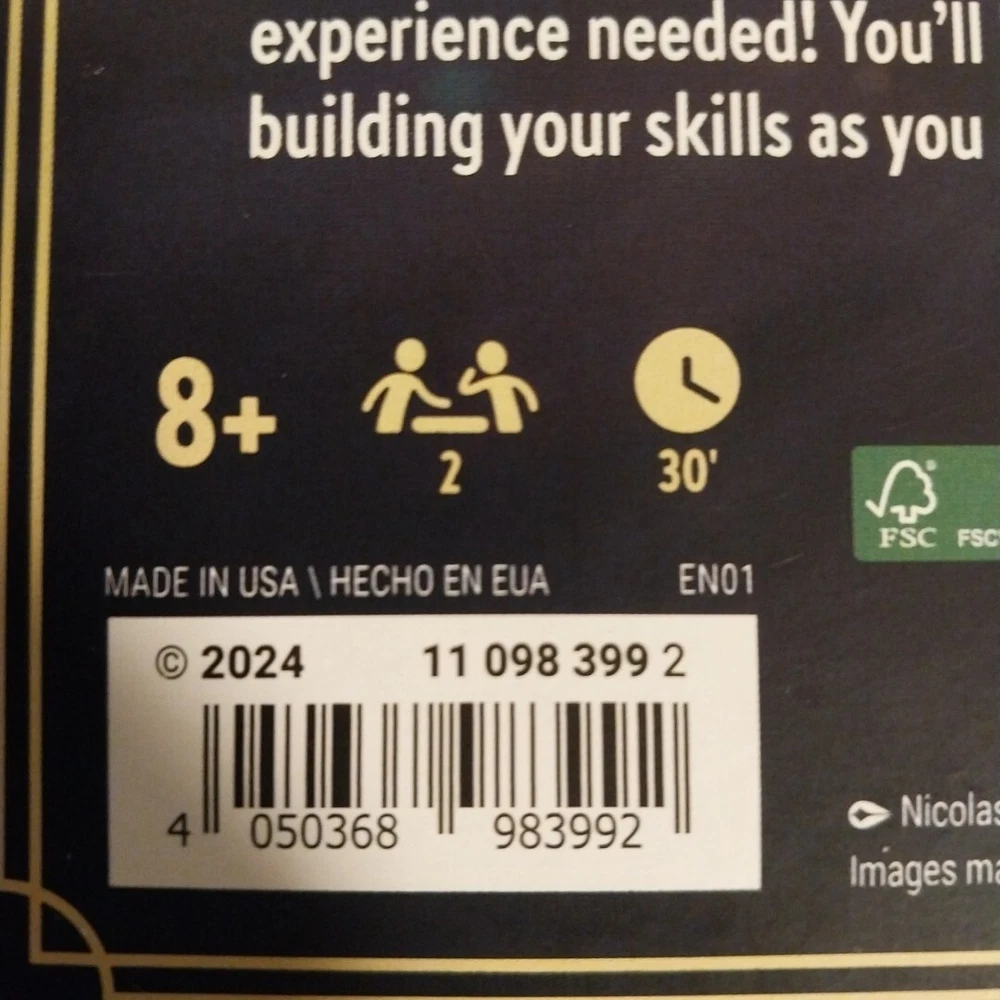 experience needed! You'll
building your skills as you
8+
2
30'
FSC
FSC
MADE IN USA \ HECHO EN EUA EN01
© 2024 11 098 399 2
4 050368 983992
Nicolas
Images ma